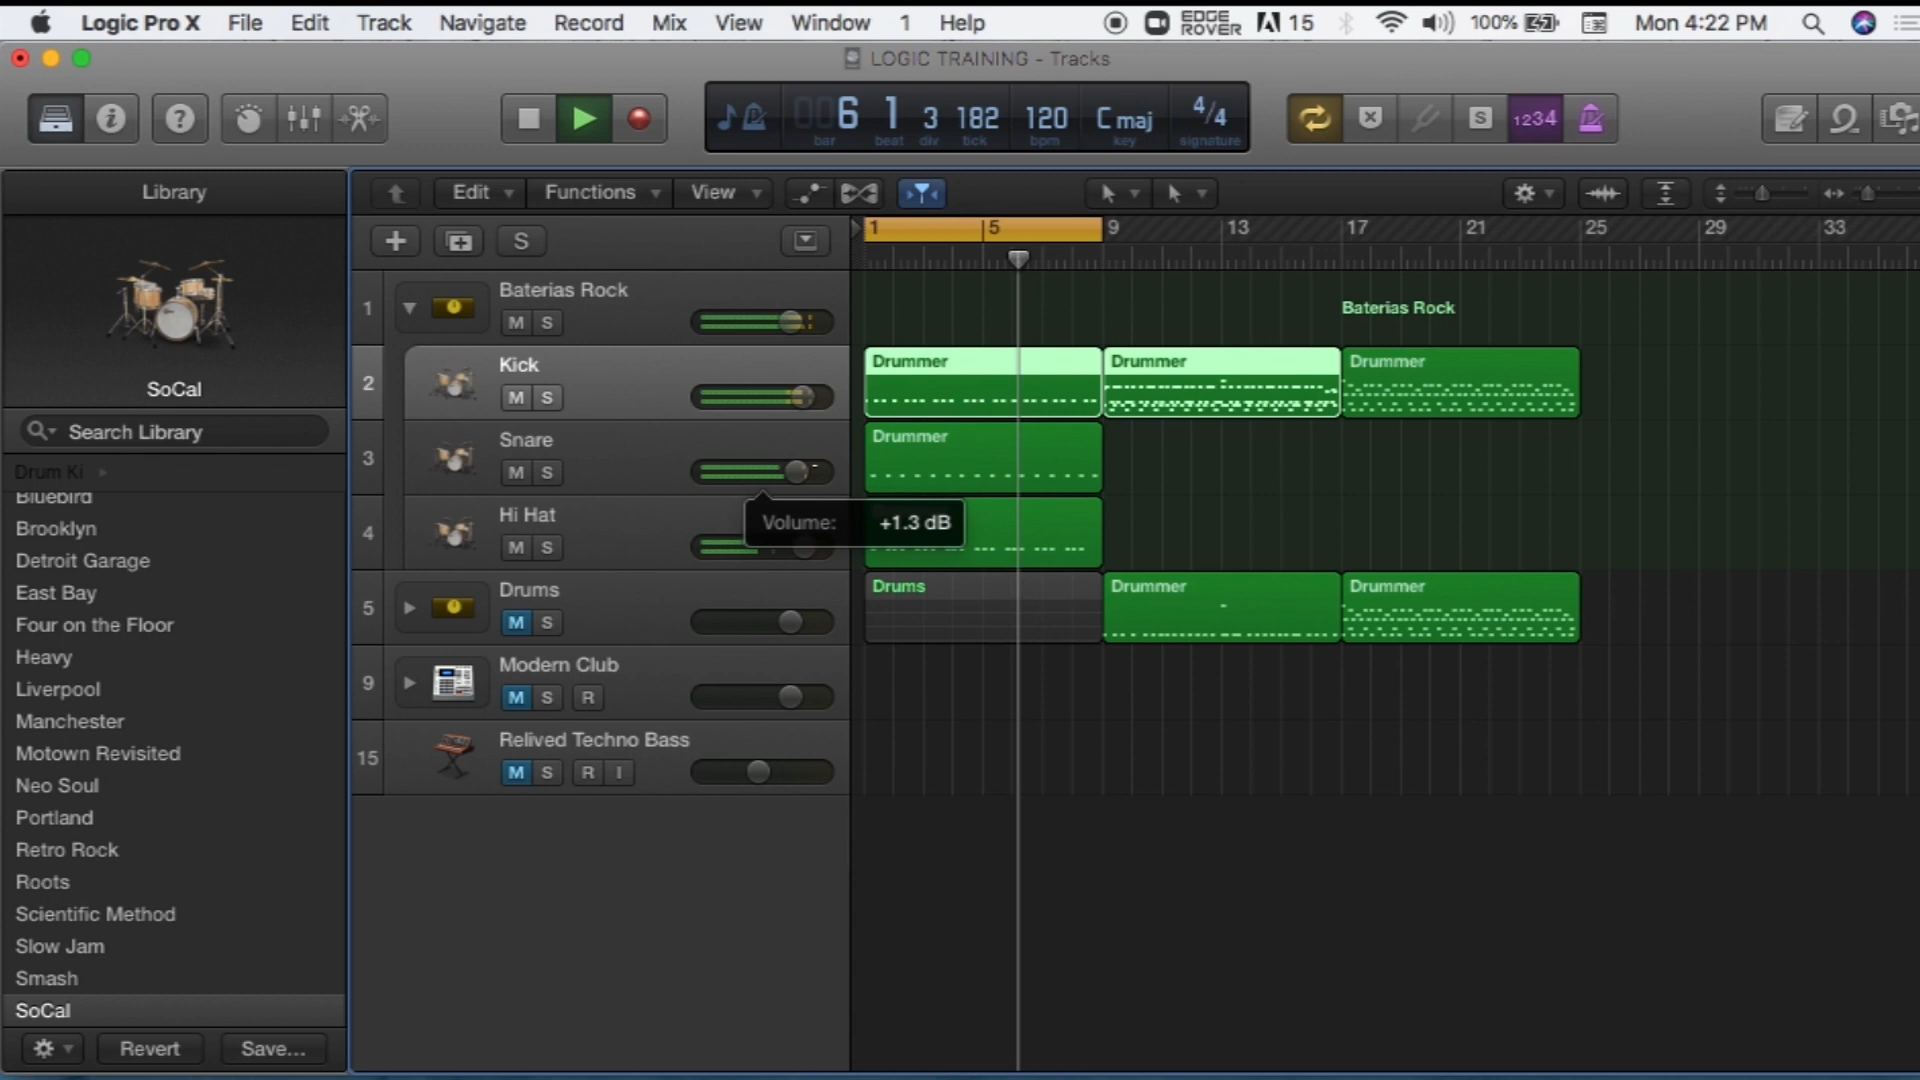 Logic Pro X File Edit Track Navigate Record Mix View Window 1 Help EDGE ROVER 15 100% Mon 4:22 PM
LOGIC TRAINING - Tracks
006 1 3 182 120 C maj 4/4
bar beat div tick bpm key signature
S 1234
Library
SoCal
Search Library
Drum Ki
Bluebird
Brooklyn
Detroit Garage
East Bay
Four on the Floor
Heavy
Liverpool
Manchester
Motown Revisited
Neo Soul
Portland
Retro Rock
Roots
Scientific Method
Slow Jam
Smash
SoCal
Revert Save...
Edit Functions View
S
1 5 9 13 17 21 25 29 33
1 Baterias Rock
M S
Baterias Rock
2 Kick
M S
Drummer Drummer Drummer
3 Snare
M S
Drummer
4 Hi Hat
M S
Volume: +1.3 dB
5 Drums
M S
Drums Drummer Drummer
9 Modern Club
M S R
15 Relived Techno Bass
M S R I